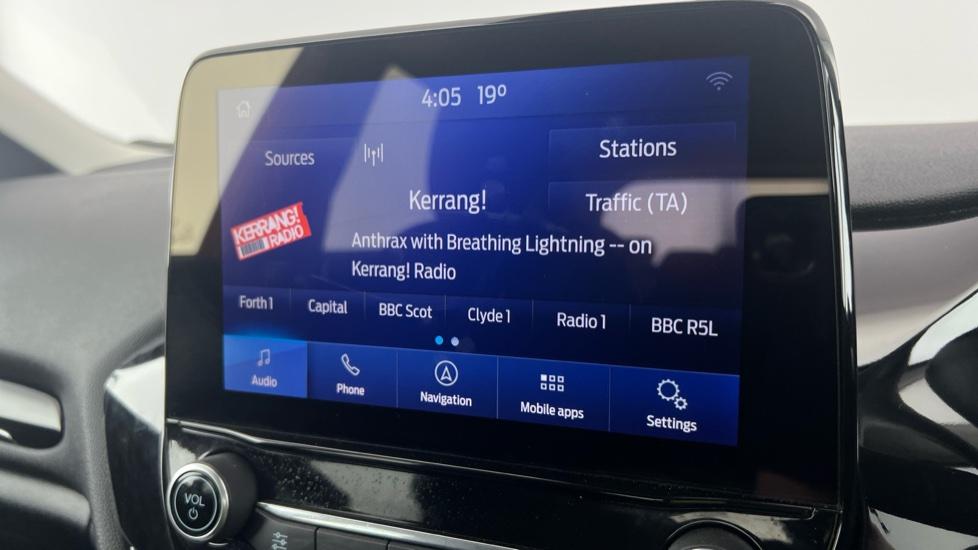 4:05 19º
Sources
Stations
Kerrang!
Traffic (TA)
KERRANG!
RADIO
Anthrax with Breathing Lightning -- on
Kerrang! Radio
Forth 1 Capital BBC Scot Clyde 1 Radio 1 BBC R5L
Audio Phone Navigation Mobile apps Settings
VOL